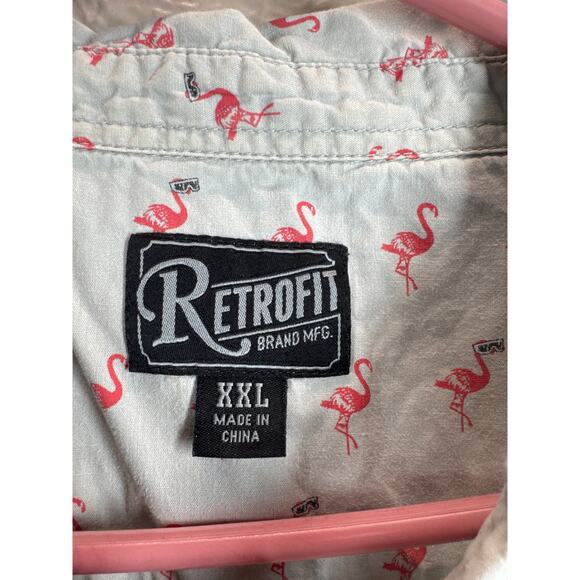 RETROFIT
BRAND MFG.
XXL
MADE IN
CHINA